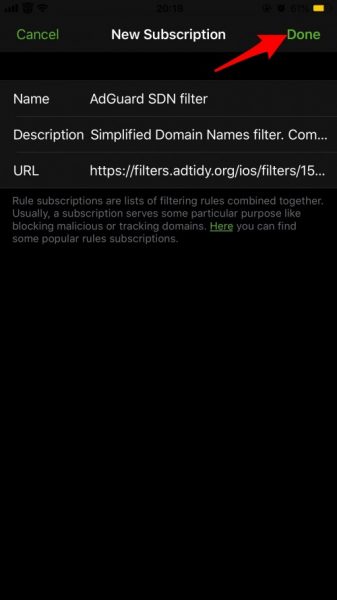 20:18 61%
Cancel New Subscription Done
Name AdGuard SDN filter
Description Simplified Domain Names filter. Com...
URL https://filters.adtidy.org/ios/filters/15...
Rule subscriptions are lists of filtering rules combined together.
Usually, a subscription serves some particular purpose like
blocking malicious or tracking domains. Here you can find
some popular rules subscriptions.